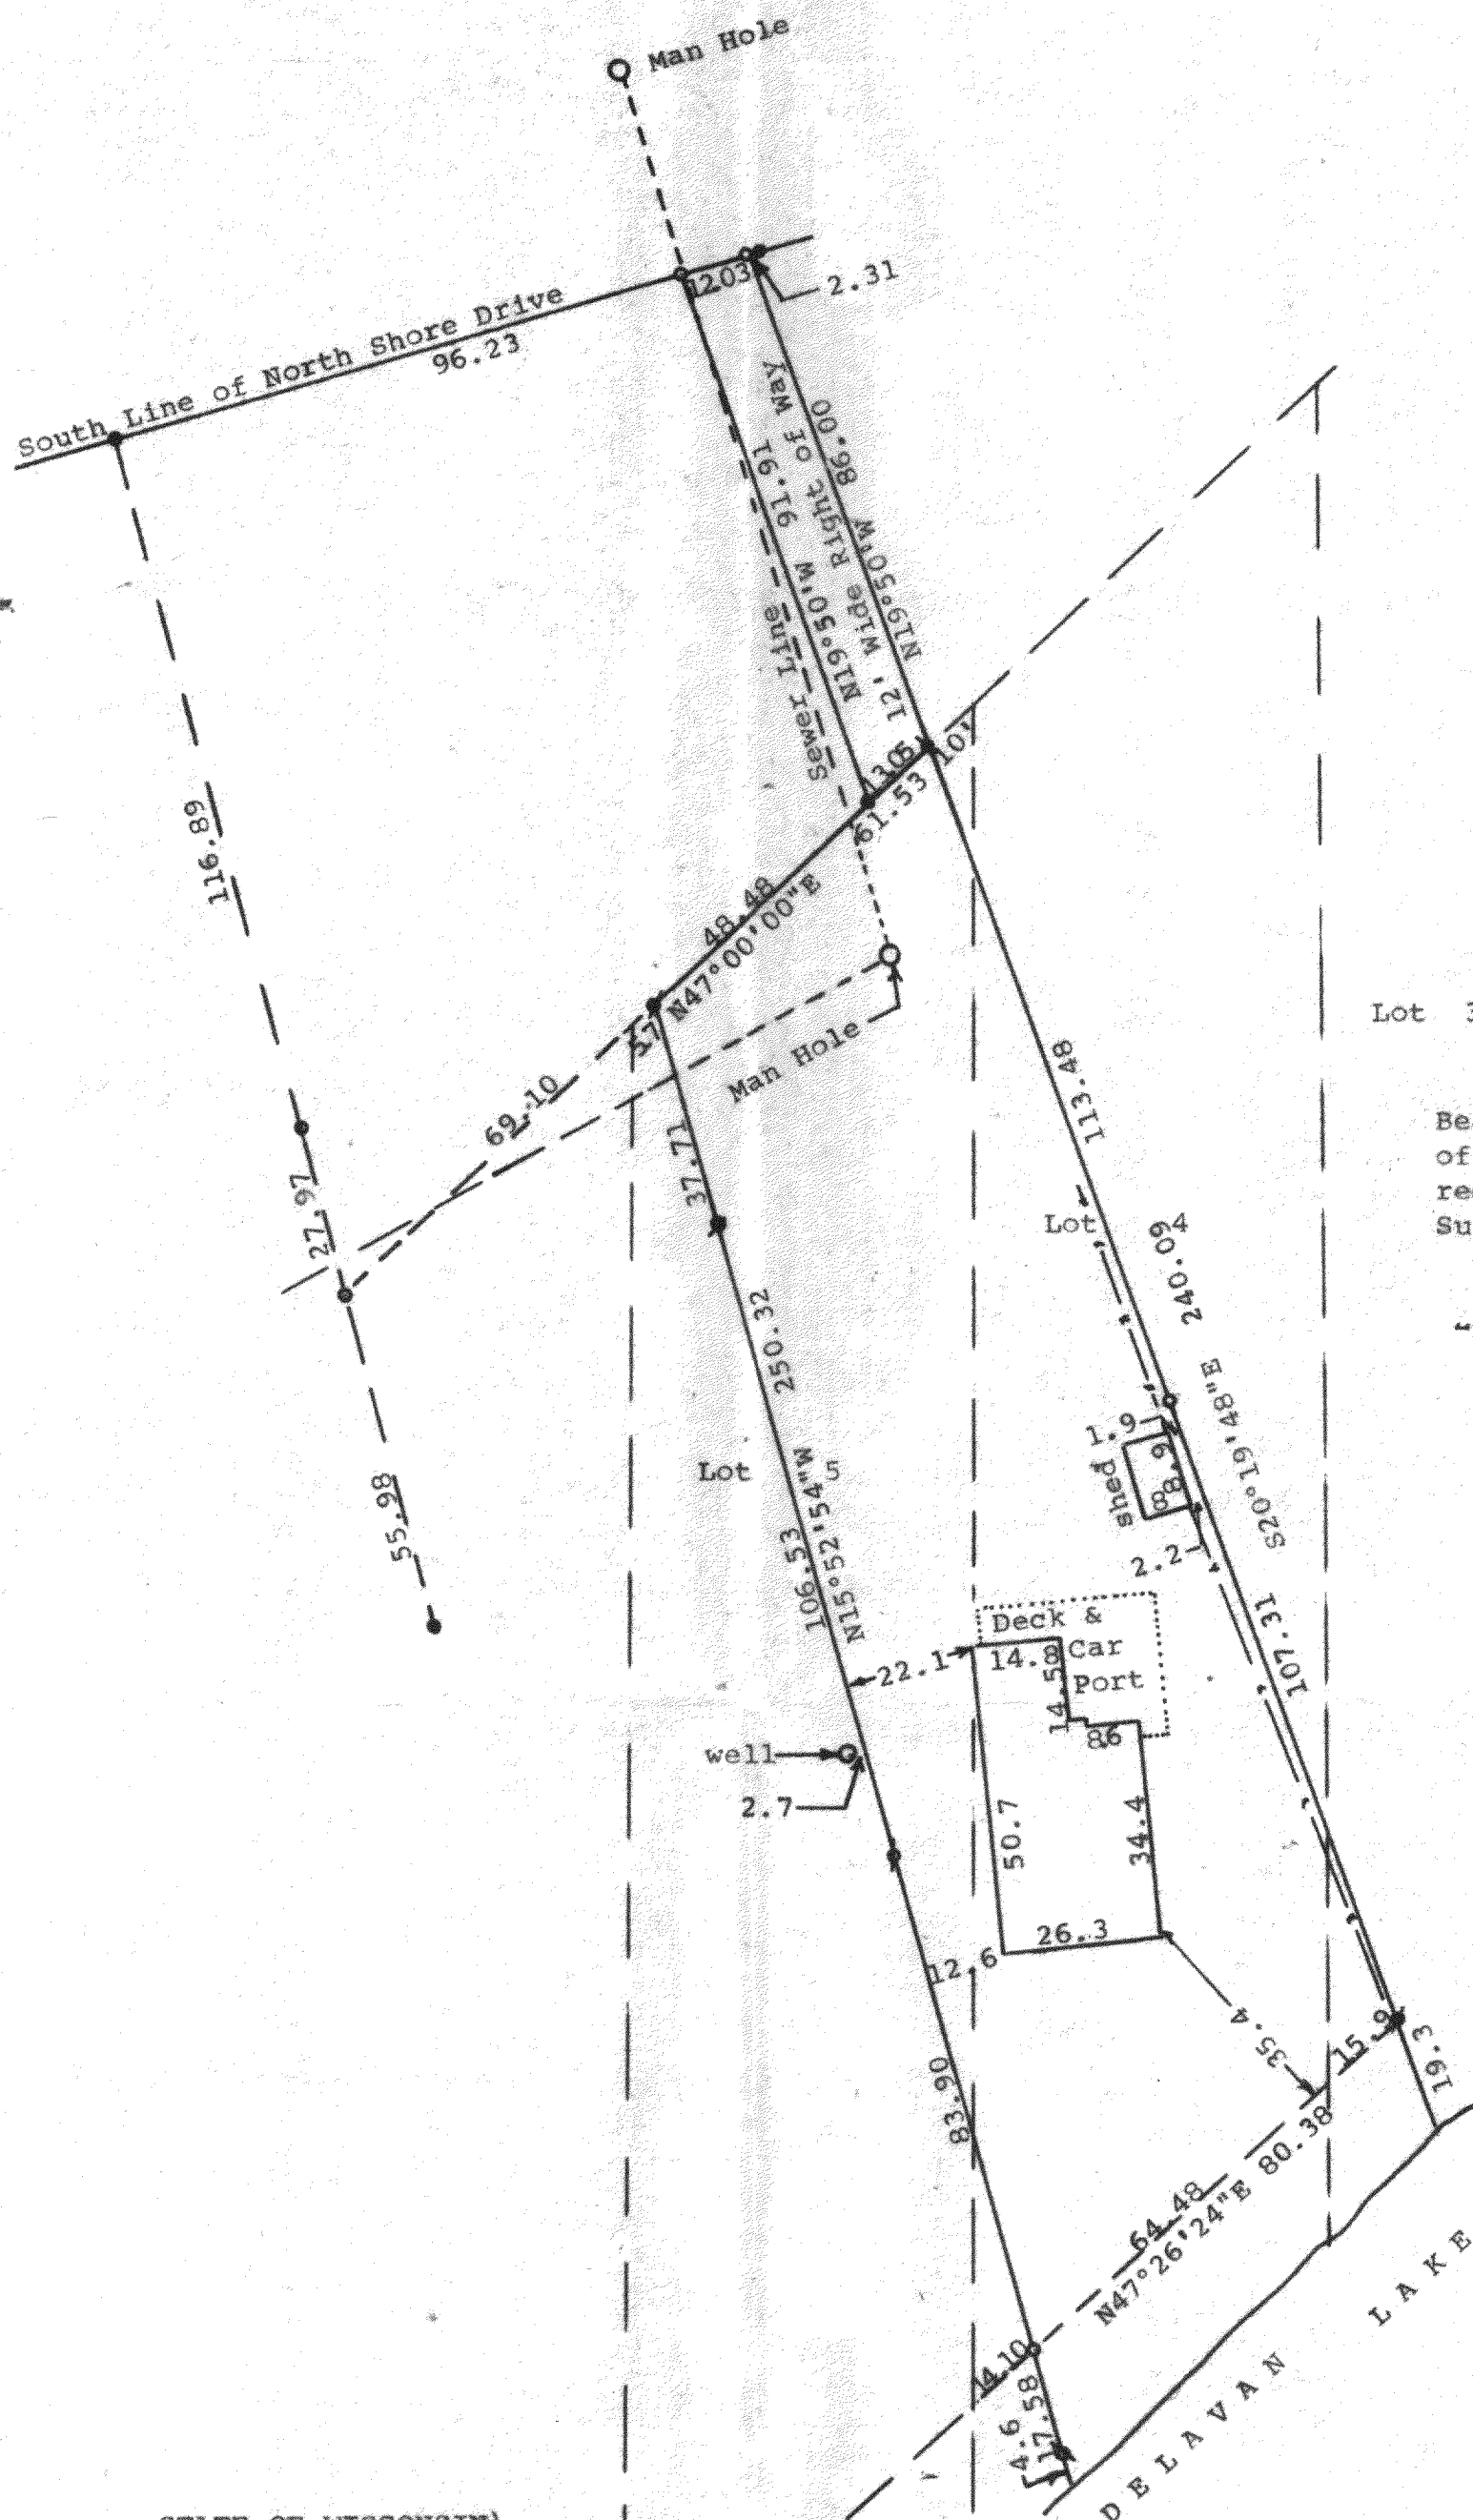 Man Hole
12.03
2.31
South Line of North Shore Drive
96.23
86.00
N19°50'W
12' Wide Right of Way
91.91
N19°50'W
Sewer Line
10'
13.05
61.53
116.89
48.48
N47°00'00"E
Man Hole
Lot 3
69.10
37.71
113.48
27.97
Lot 4
240.09
250.32
S20°19'48"E
1.9
shed
8
8.9
Lot 5
N15°52'54"W
106.53
55.98
2.2
107.31
Deck &
Car
Port
14.8
14.5
22.1
8.6
well
2.7
50.7
34.4
26.3
12.6
35.4
15.9
19.3
83.90
80.38
64.48
N47°26'24"E
14.10
17.58
4.6
DELAVAN LAKE
of
Su